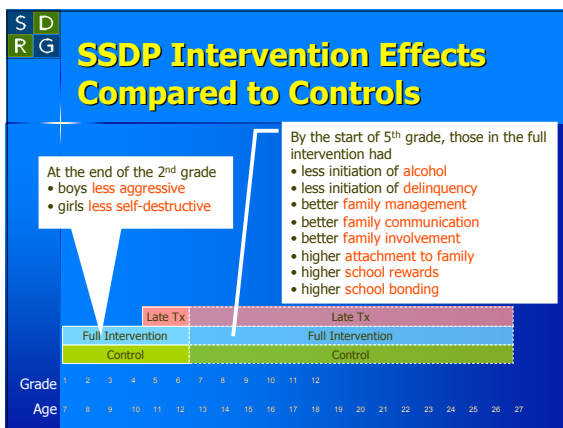 S D
R G
SSDP Intervention Effects
Compared to Controls
At the end of the 2nd grade
• boys less aggressive
• girls less self-destructive
By the start of 5th grade, those in the full
intervention had
• less initiation of alcohol
• less initiation of delinquency
• better family management
• better family communication
• better family involvement
• higher attachment to family
• higher school rewards
• higher school bonding
Late Tx Late Tx
Full Intervention Full Intervention
Control Control
Grade 1 2 3 4 5 6 7 8 9 10 11 12
Age 7 8 9 10 11 12 13 14 15 16 17 18 19 20 21 22 23 24 25 26 27